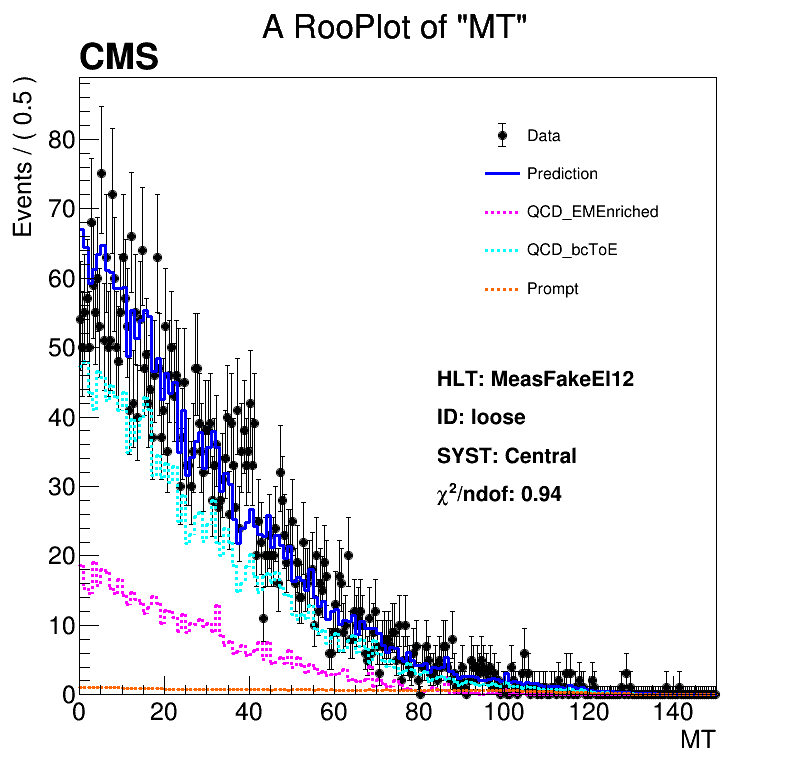 A RooPlot of "MT"
CMS
Events / ( 0.5 )
80
70
60
50
40
30
20
10
0
Data
Prediction
QCD_EMEnriched
QCD_bcToE
Prompt
HLT: MeasFakeEl12
ID: loose
SYST: Central
χ²/ndof: 0.94
0 20 40 60 80 100 120 140
MT